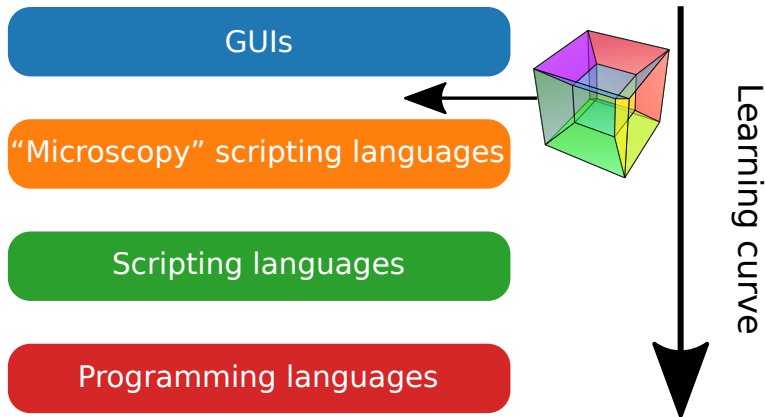 GUIs
“Microscopy” scripting languages
Scripting languages
Programming languages
Learning curve